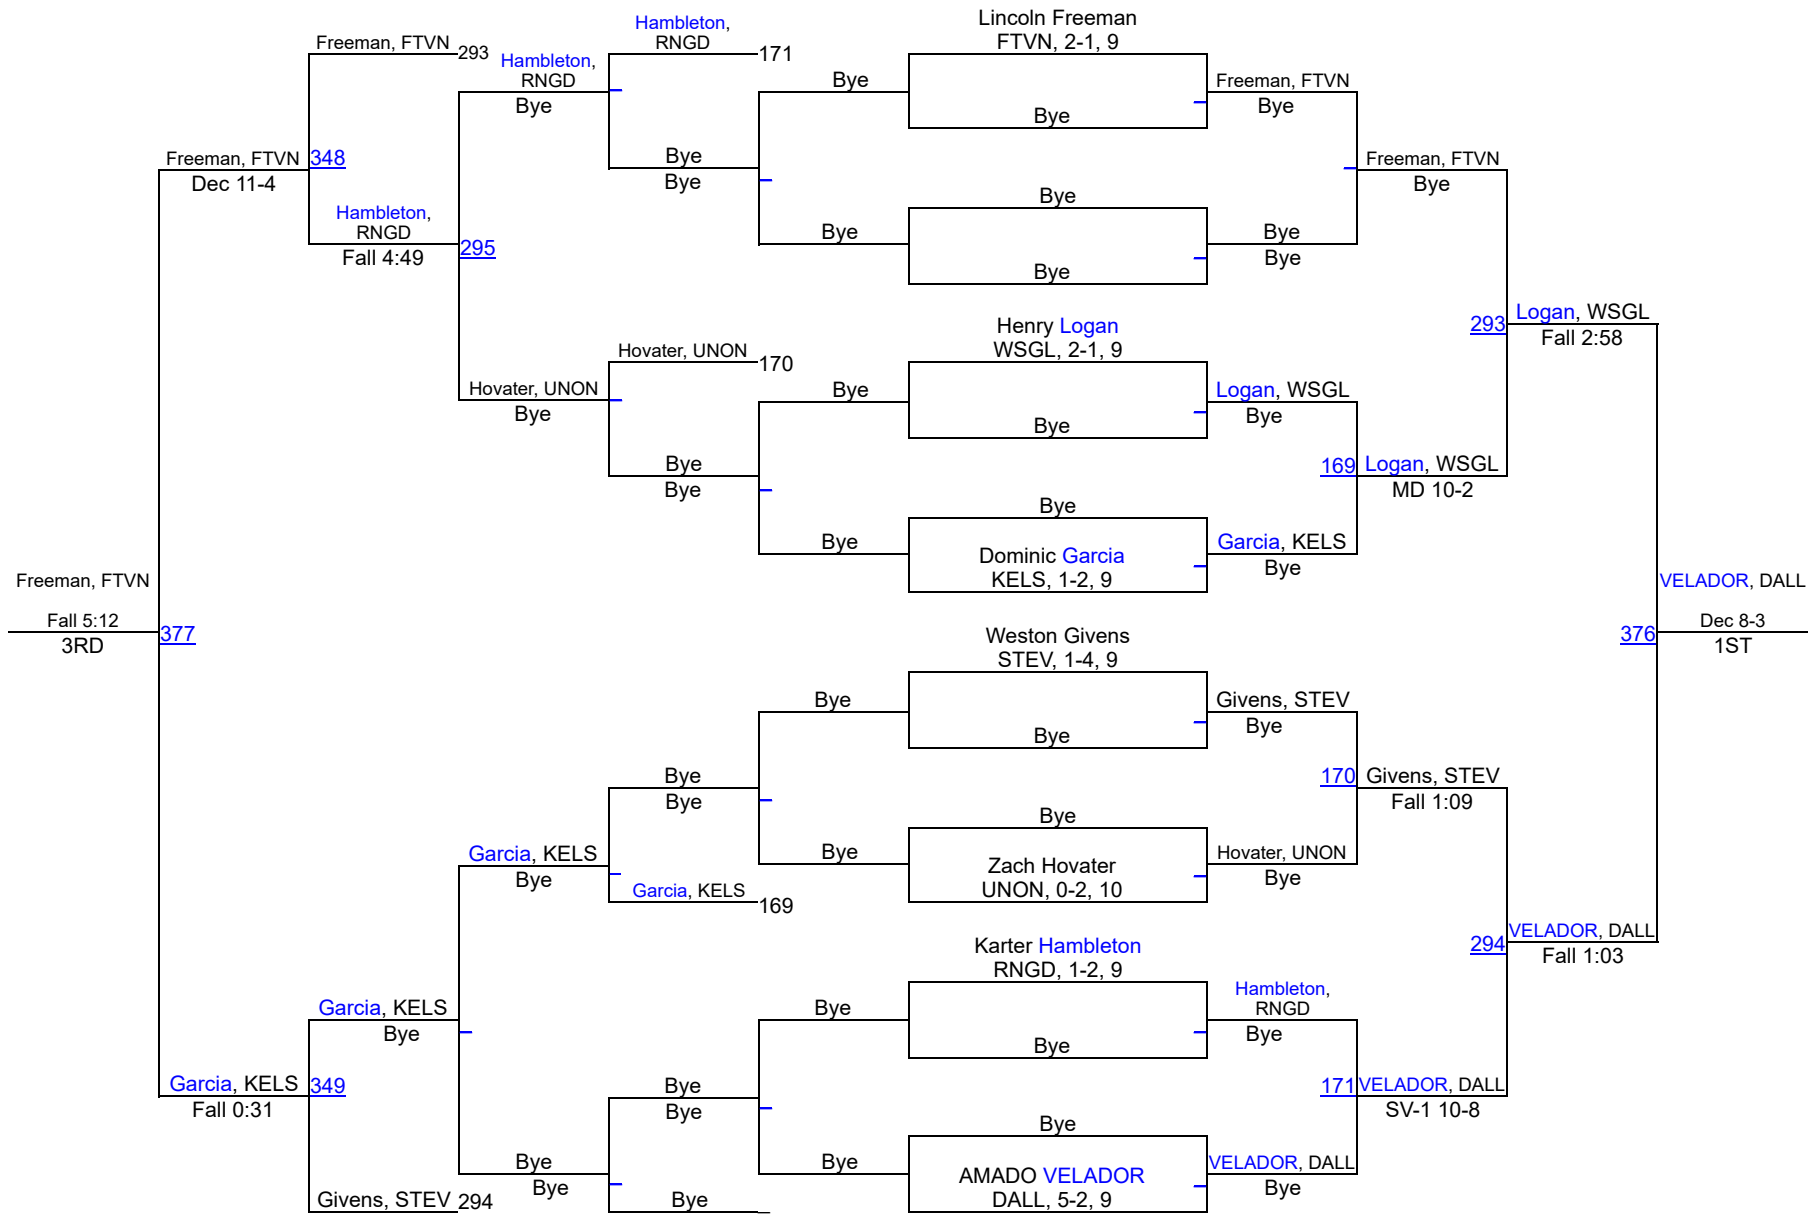 Freeman, FTVN
Fall 5:12
3RD
377
Freeman, FTVN
Dec 11-4
Garcia, KELS
Fall 0:31
Freeman, FTVN
293
348
Hambleton,
RNGD
Fall 4:49
Garcia, KELS
Bye
349
Givens, STEV
294
Hambleton,
RNGD
Bye
295
Hovater, UNON
Bye
Garcia, KELS
Bye
Bye
Bye
Hambleton,
RNGD
171
Bye
Bye
Hovater, UNON
170
Bye
Bye
Bye
Bye
Garcia, KELS
169
Bye
Bye
Bye
Bye
Bye
Bye
Bye
Bye
Bye
Bye
Bye
Lincoln Freeman
FTVN, 2-1, 9
Bye
Bye
Bye
Henry Logan
WSGL, 2-1, 9
Bye
Bye
Dominic Garcia
KELS, 1-2, 9
Weston Givens
STEV, 1-4, 9
Bye
Bye
Zach Hovater
UNON, 0-2, 10
Karter Hambleton
RNGD, 1-2, 9
Bye
Bye
AMADO VELADOR
DALL, 5-2, 9
Freeman, FTVN
Bye
Bye
Bye
Logan, WSGL
Bye
169
Garcia, KELS
Bye
Givens, STEV
Bye
170
Hovater, UNON
Bye
Hambleton,
RNGD
Bye
171
VELADOR, DALL
Bye
Freeman, FTVN
Bye
293
Logan, WSGL
MD 10-2
Givens, STEV
Fall 1:09
294
VELADOR, DALL
SV-1 10-8
Logan, WSGL
Fall 2:58
376
VELADOR, DALL
Fall 1:03
VELADOR, DALL
Dec 8-3
1ST